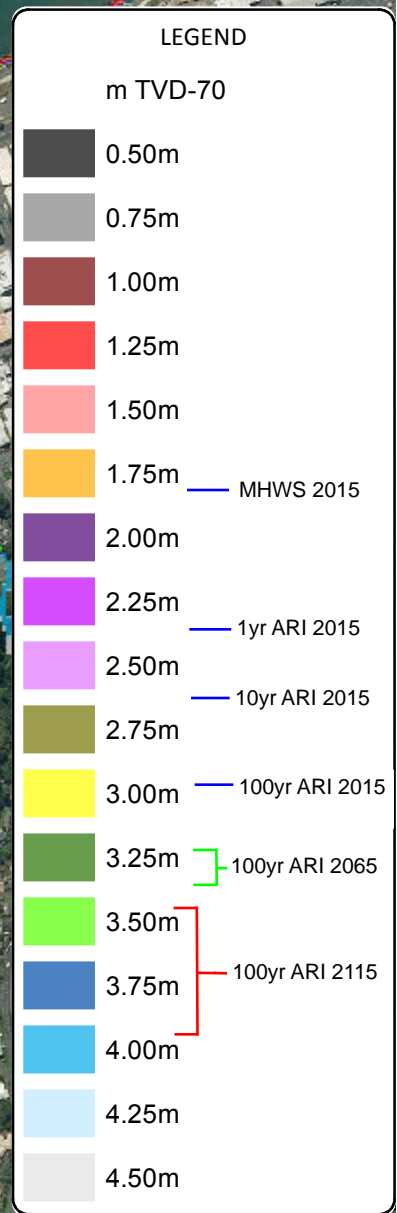 LEGEND
m TVD-70
0.50m
0.75m
1.00m
1.25m
1.50m
1.75m
MHWS 2015
2.00m
2.25m
1yr ARI 2015
2.50m
10yr ARI 2015
2.75m
3.00m
100yr ARI 2015
3.25m
100yr ARI 2065
3.50m
3.75m
100yr ARI 2115
4.00m
4.25m
4.50m